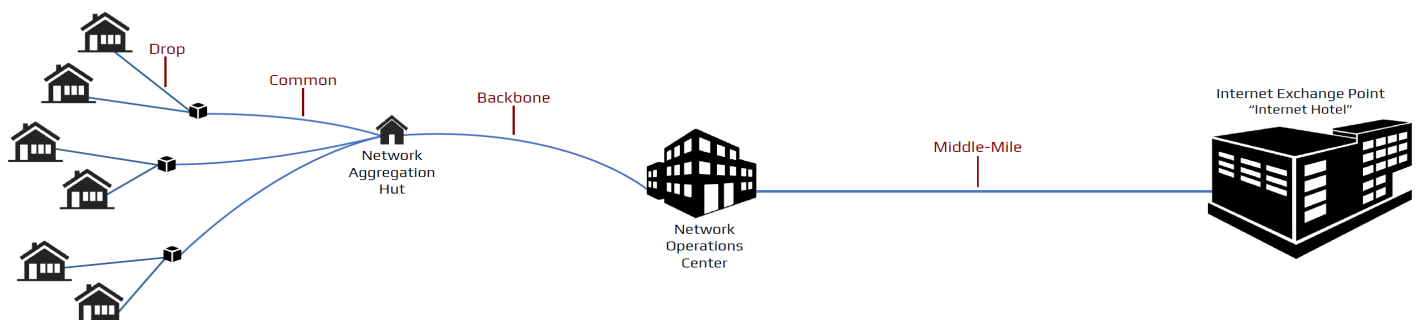 Drop
Common
Backbone
Network
Aggregation
Hut
Network
Operations
Center
Middle-Mile
Internet Exchange Point
“Internet Hotel”